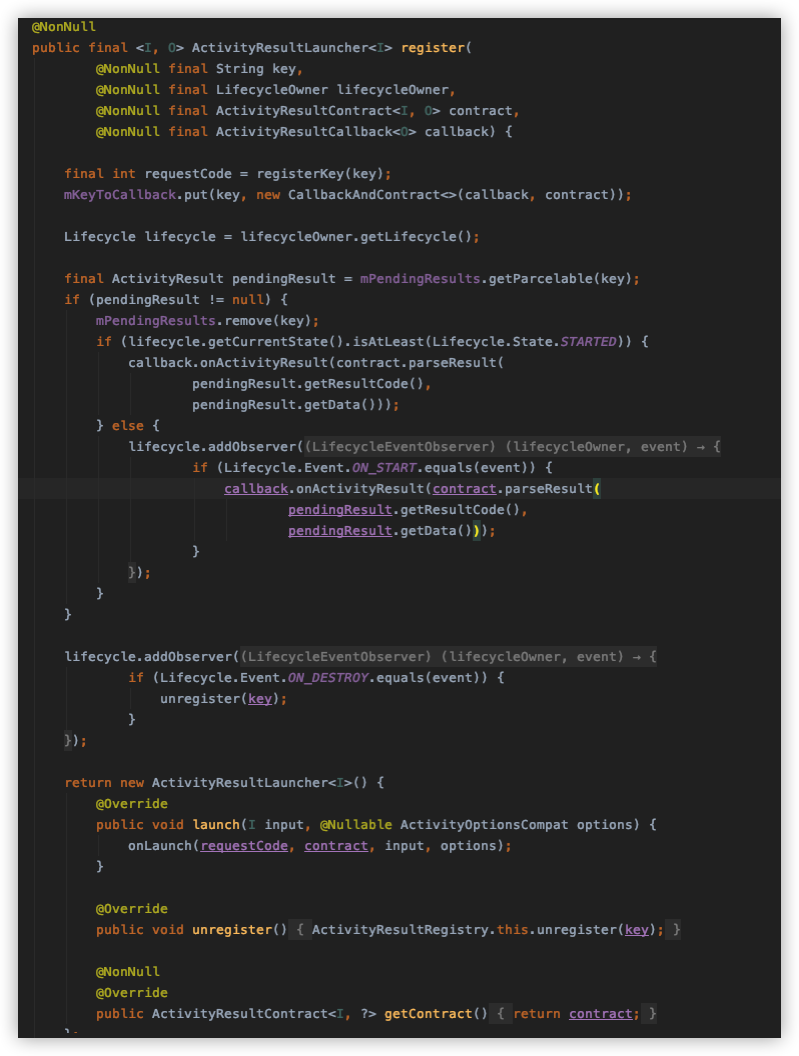 @NonNull
public final <I, O> ActivityResultLauncher<I> register(
@NonNull final String key,
@NonNull final LifecycleOwner lifecycleOwner,
@NonNull final ActivityResultContract<I, O> contract,
@NonNull final ActivityResultCallback<O> callback) {
final int requestCode = registerKey(key);
mKeyToCallback.put(key, new CallbackAndContract<>(callback, contract));
Lifecycle lifecycle = lifecycleOwner.getLifecycle();
final ActivityResult pendingResult = mPendingResults.getParcelable(key);
if (pendingResult != null) {
mPendingResults.remove(key);
if (lifecycle.getCurrentState().isAtLeast(Lifecycle.State.STARTED)) {
callback.onActivityResult(contract.parseResult(
pendingResult.getResultCode(),
pendingResult.getData()));
} else {
lifecycle.addObserver((LifecycleEventObserver) (lifecycleOwner, event) → {
if (Lifecycle.Event.ON_START.equals(event)) {
callback.onActivityResult(contract.parseResult(
pendingResult.getResultCode(),
pendingResult.getData()));
}
});
}
}
lifecycle.addObserver((LifecycleEventObserver) (lifecycleOwner, event) → {
if (Lifecycle.Event.ON_DESTROY.equals(event)) {
unregister(key);
}
});
return new ActivityResultLauncher<I>() {
@Override
public void launch(I input, @Nullable ActivityOptionsCompat options) {
onLaunch(requestCode, contract, input, options);
}
@Override
public void unregister() { ActivityResultRegistry.this.unregister(key); }
@NonNull
@Override
public ActivityResultContract<I, ?> getContract() { return contract; }
};